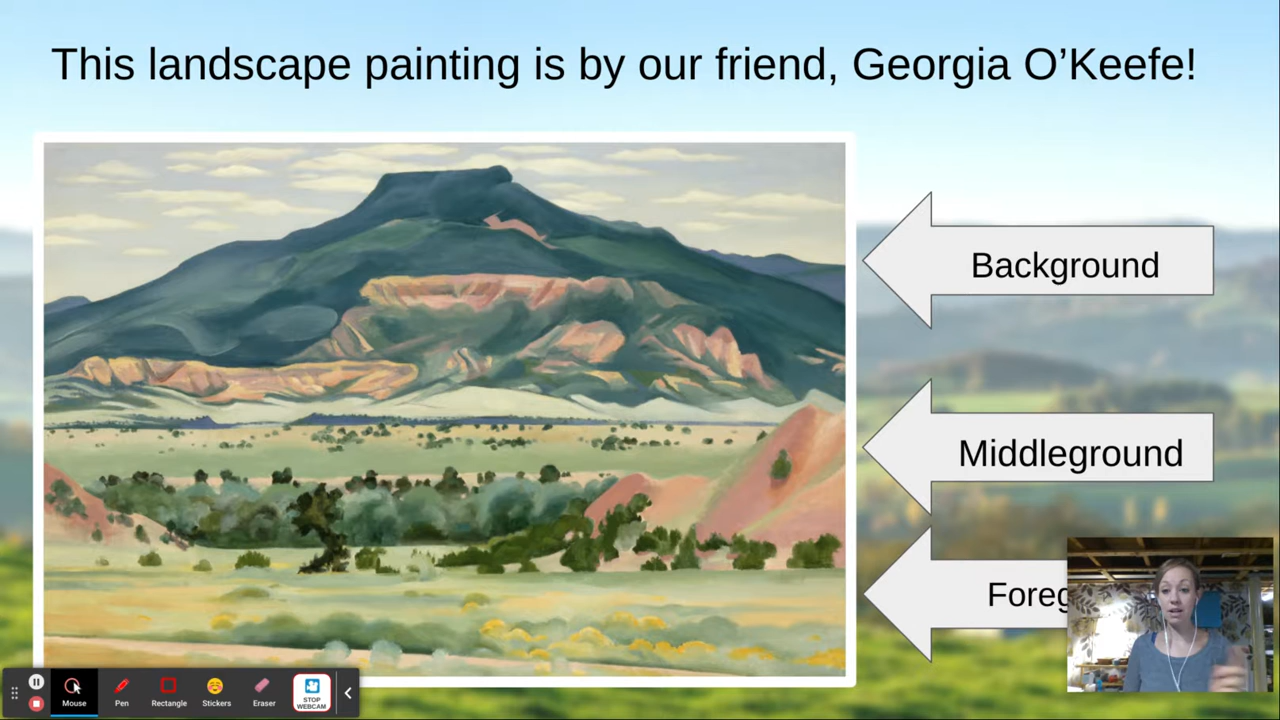 This landscape painting is by our friend, Georgia O'Keefe!
Background
Middleground
Foreg
Mouse
Pen
Rectangle
Stickers
Eraser
STOP
WEBCAM